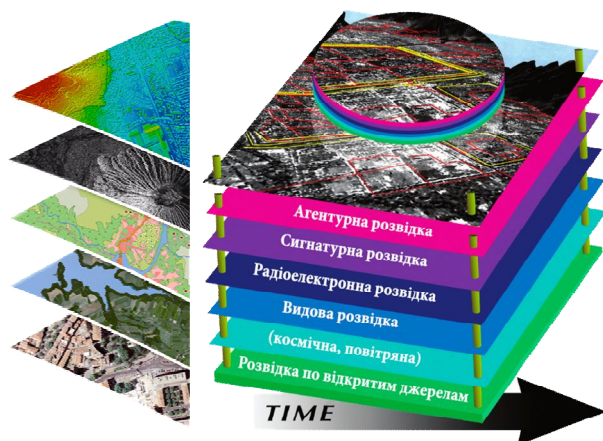 Агентурна розвідка
Сигнатурна розвідка
Радіоелектронна розвідка
Видова розвідка
(космічна, повітряна)
Розвідка по відкритим джерелам
TIME